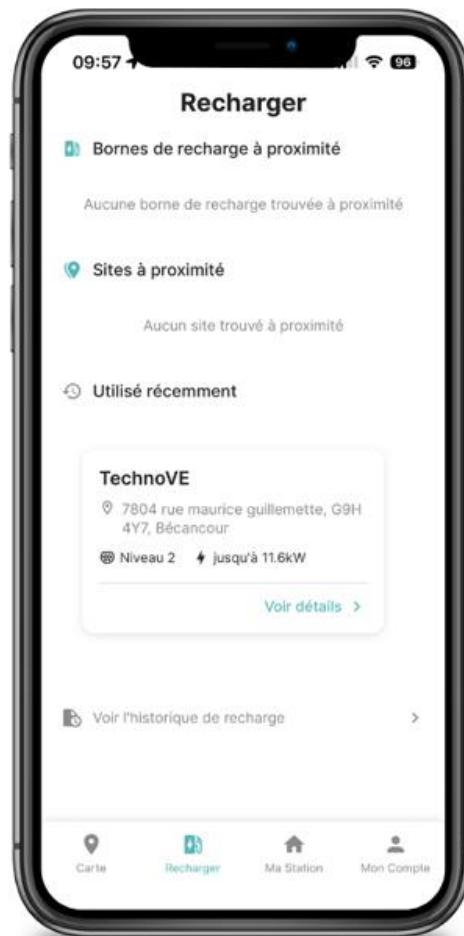 09:57
96
Recharger
Bornes de recharge à proximité
Aucune borne de recharge trouvée à proximité
Sites à proximité
Aucun site trouvé à proximité
Utilisé récemment
TechnoVE
7804 rue maurice guillemette, G9H
4Y7, Bécancour
Niveau 2 jusqu'à 11.6kW
Voir détails
Voir l'historique de recharge
Carte Recharger Ma Station Mon Compte